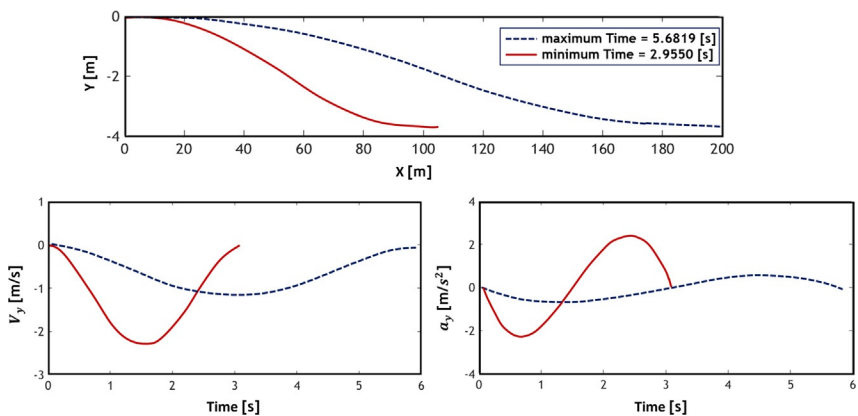 0
-2
-4
Y [m]
maximum Time = 5.6819 [s]
minimum Time = 2.9550 [s]
0 20 40 60 80 100 120 140 160 180 200
X [m]
1
0
-1
-2
-3
V_y [m/s]
0 1 2 3 4 5 6
Time [s]
4
2
0
-2
-4
a_y [m/s²]
0 1 2 3 4 5 6
Time [s]